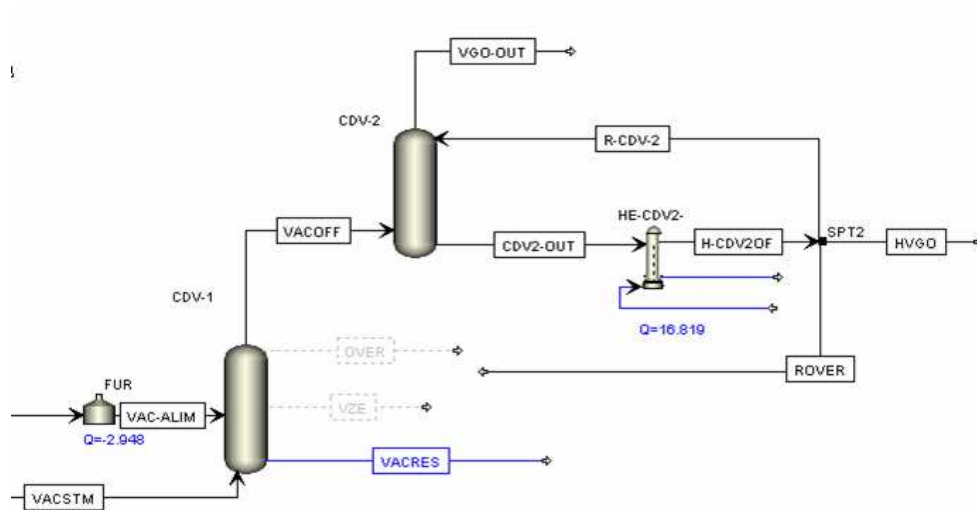 VGO-OUT
CDV-2
R-CDV-2
HE-CDV2-
VACOFF
CDV2-OUT
H-CDV2OF
SPT2
HVGO
CDV-1
Q=16.819
OVER
ROVER
FUR
VAC-ALIM
VZE
Q=-2.948
VACRES
VACSTM